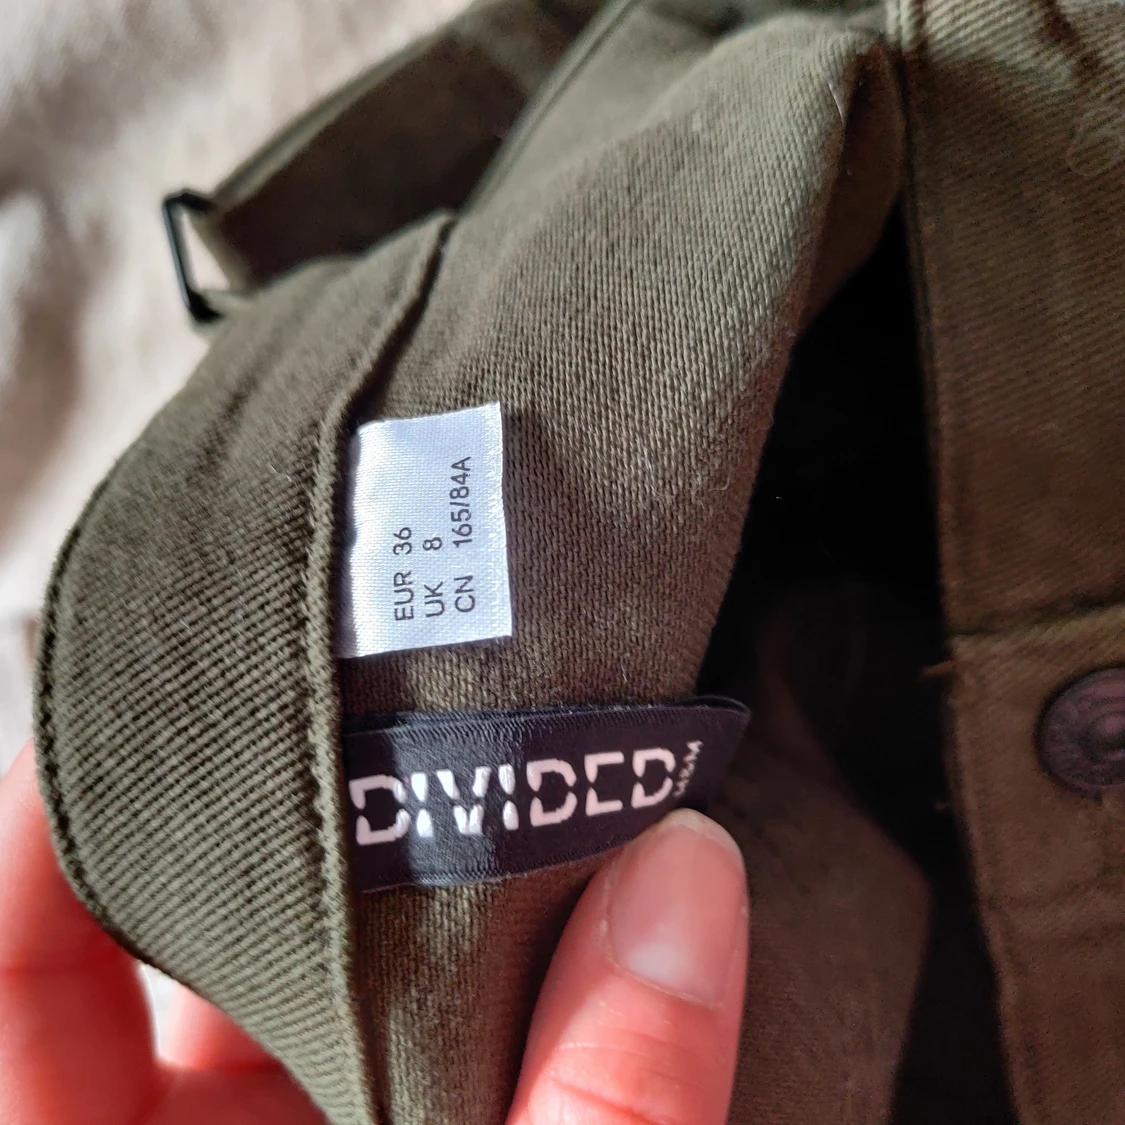 EUR 36
UK 8
CN 165/84A
DIVIDED
H&M